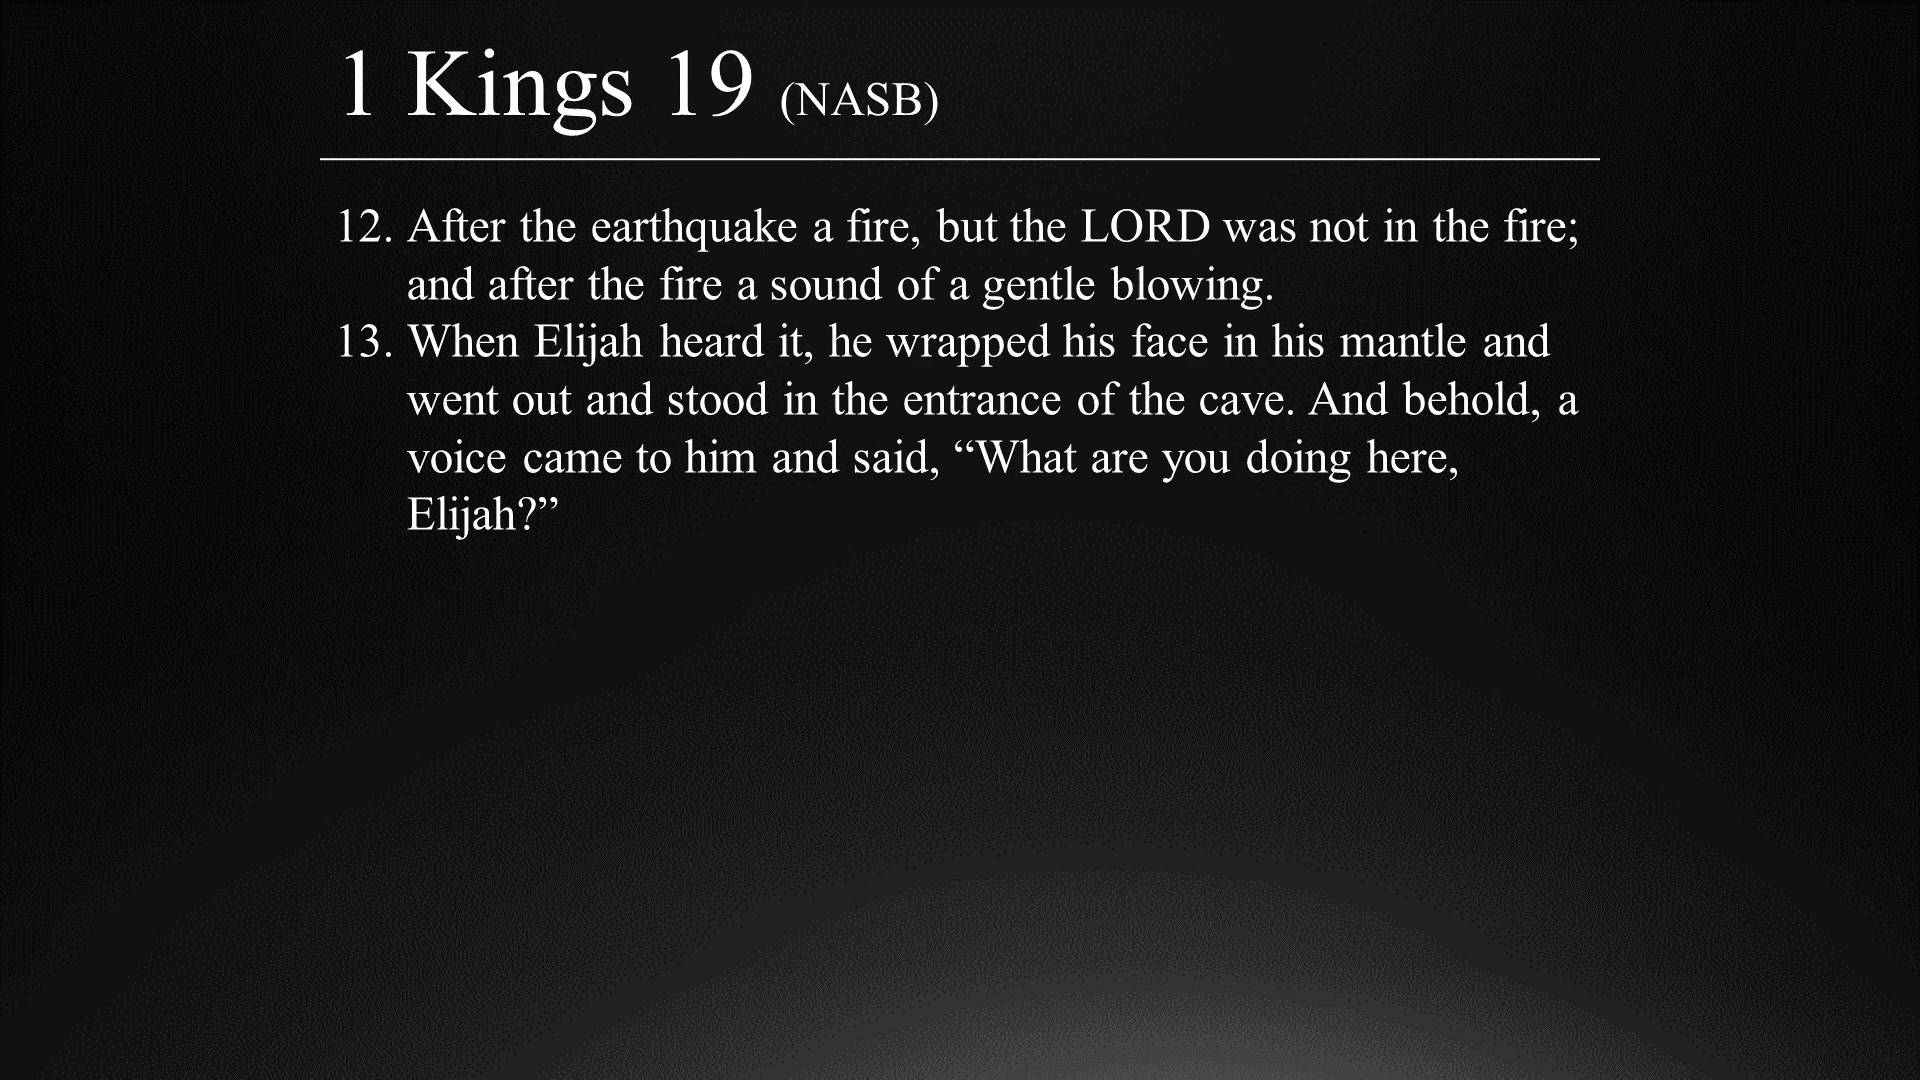 1 Kings 19 (NASB)
12. After the earthquake a fire, but the LORD was not in the fire;
and after the fire a sound of a gentle blowing.
13. When Elijah heard it, he wrapped his face in his mantle and
went out and stood in the entrance of the cave. And behold, a
voice came to him and said, “What are you doing here,
Elijah?”